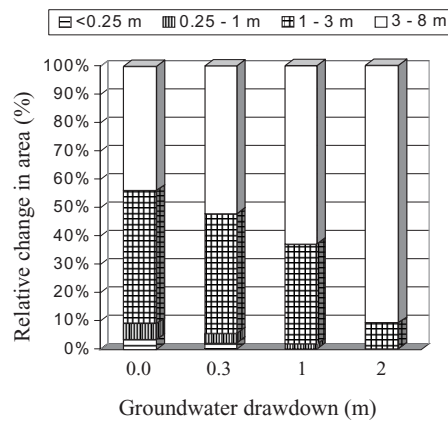 <0.25 m 0.25 - 1 m 1 - 3 m 3 - 8 m
Relative change in area (%)
100%
90%
80%
70%
60%
50%
40%
30%
20%
10%
0%
0.0 0.3 1 2
Groundwater drawdown (m)